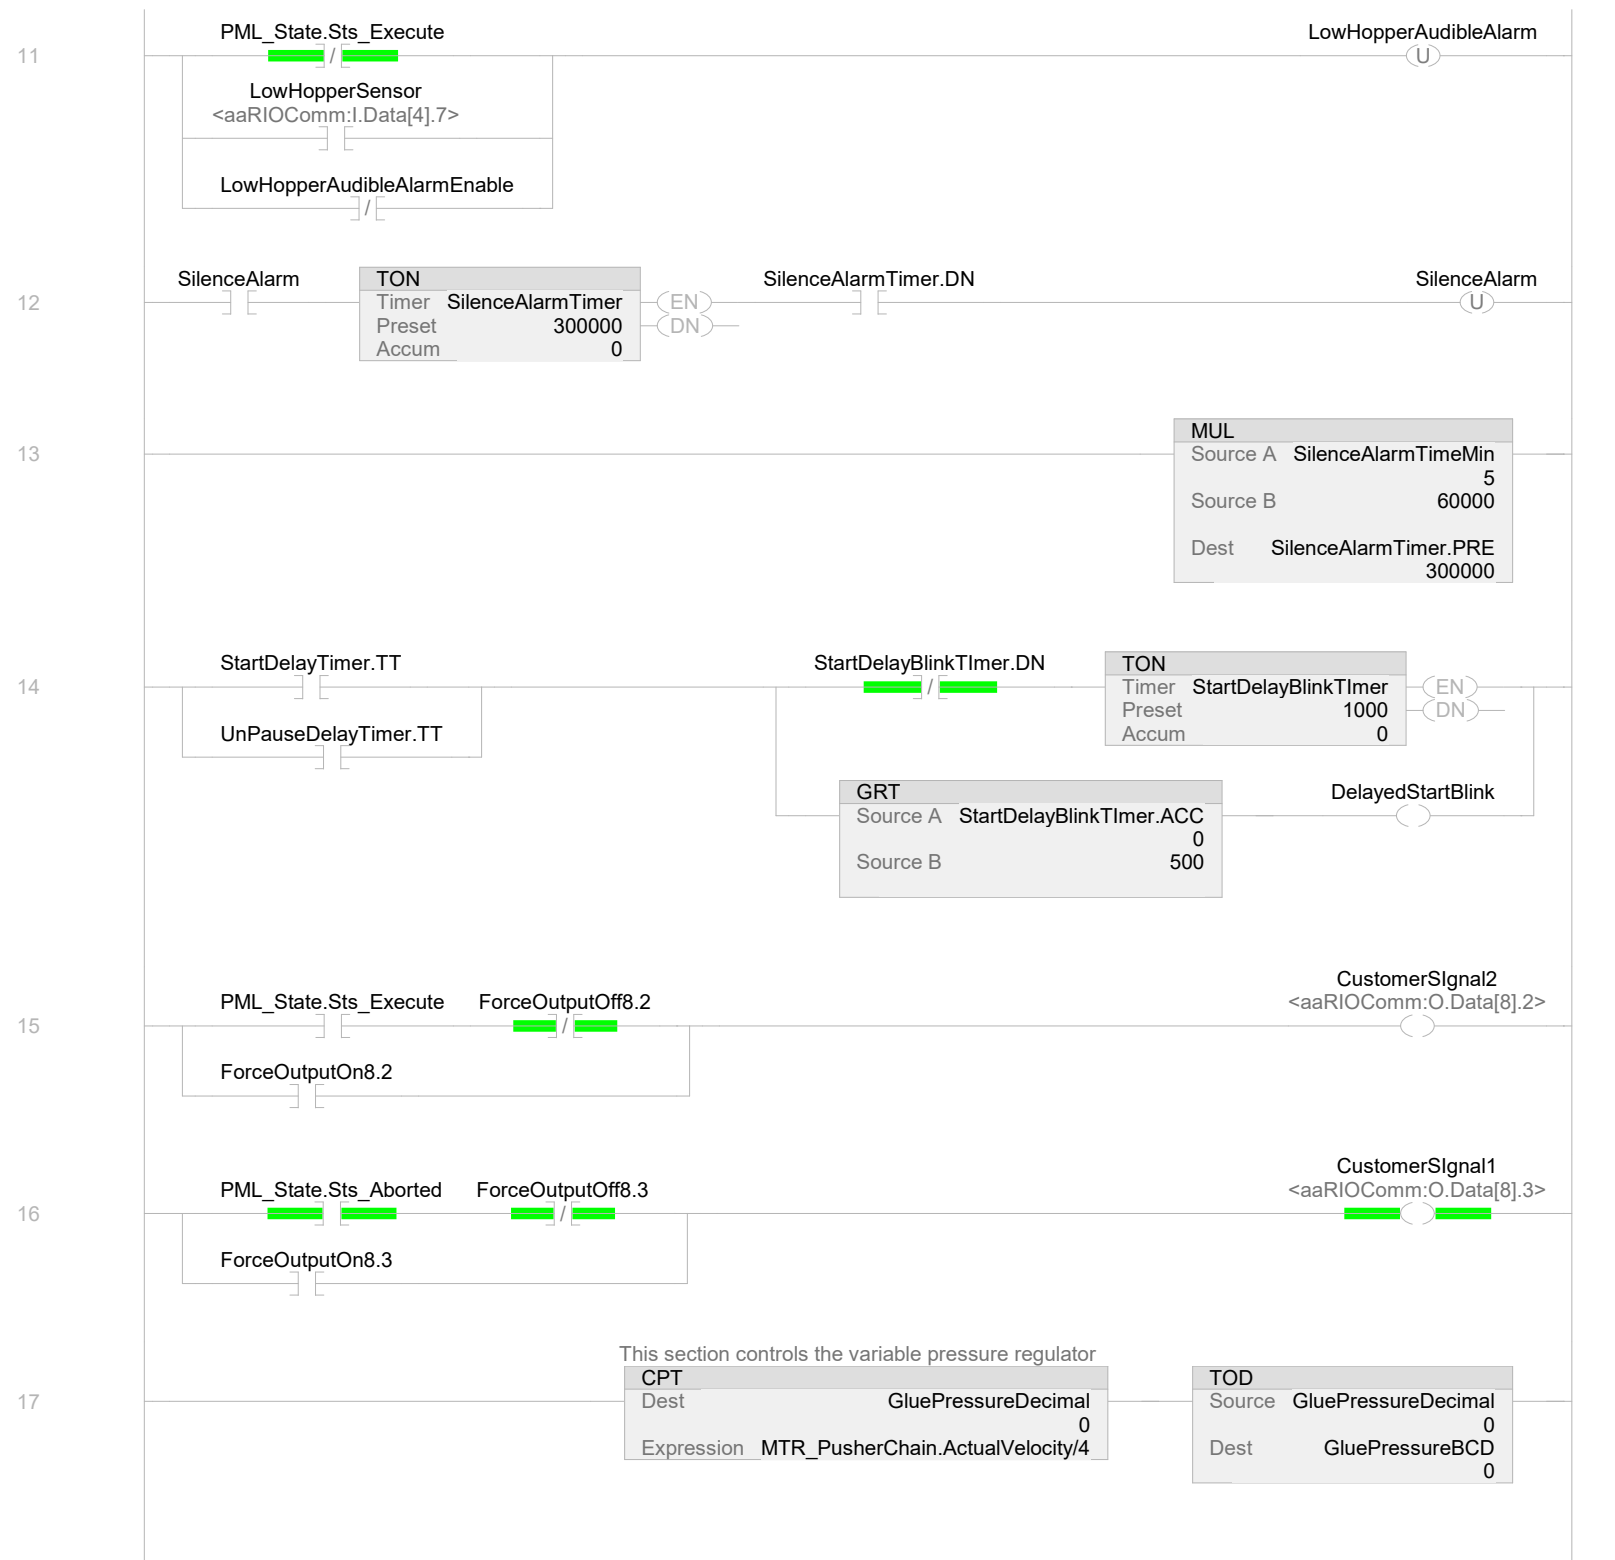 11
PML_State.Sts_Execute
/
LowHopperAudibleAlarm
U
LowHopperSensor
<aaRIOComm:I.Data[4].7>
LowHopperAudibleAlarmEnable
/
12
SilenceAlarm
TON
Timer SilenceAlarmTimer
Preset 300000
Accum 0
EN
DN
SilenceAlarmTimer.DN
SilenceAlarm
U
13
MUL
Source A SilenceAlarmTimeMin
5
Source B 60000
Dest SilenceAlarmTimer.PRE
300000
14
StartDelayTimer.TT
UnPauseDelayTimer.TT
StartDelayBlinkTImer.DN
/
TON
Timer StartDelayBlinkTImer
Preset 1000
Accum 0
EN
DN
GRT
Source A StartDelayBlinkTImer.ACC
0
Source B 500
DelayedStartBlink
15
PML_State.Sts_Execute
ForceOutputOff8.2
/
CustomerSIgnal2
<aaRIOComm:O.Data[8].2>
ForceOutputOn8.2
16
PML_State.Sts_Aborted
ForceOutputOff8.3
/
CustomerSIgnal1
<aaRIOComm:O.Data[8].3>
ForceOutputOn8.3
17
This section controls the variable pressure regulator
CPT
Dest GluePressureDecimal
0
Expression MTR_PusherChain.ActualVelocity/4
TOD
Source GluePressureDecimal
0
Dest GluePressureBCD
0